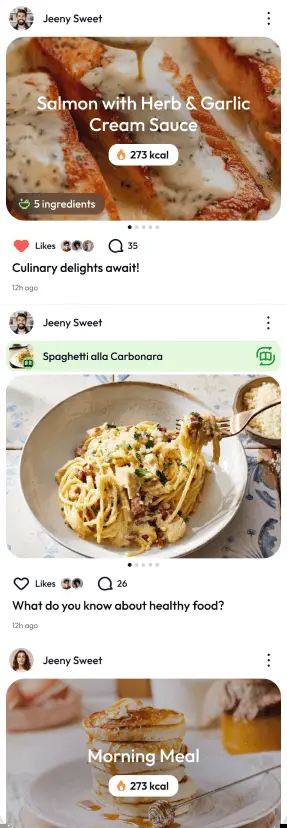 Jeeny Sweet
Salmon with Herb & Garlic
Cream Sauce
273 kcal
5 ingredients
Likes 35
Culinary delights await!
12h ago
Jeeny Sweet
Spaghetti alla Carbonara
Likes 26
What do you know about healthy food?
12h ago
Jeeny Sweet
Morning Meal
273 kcal